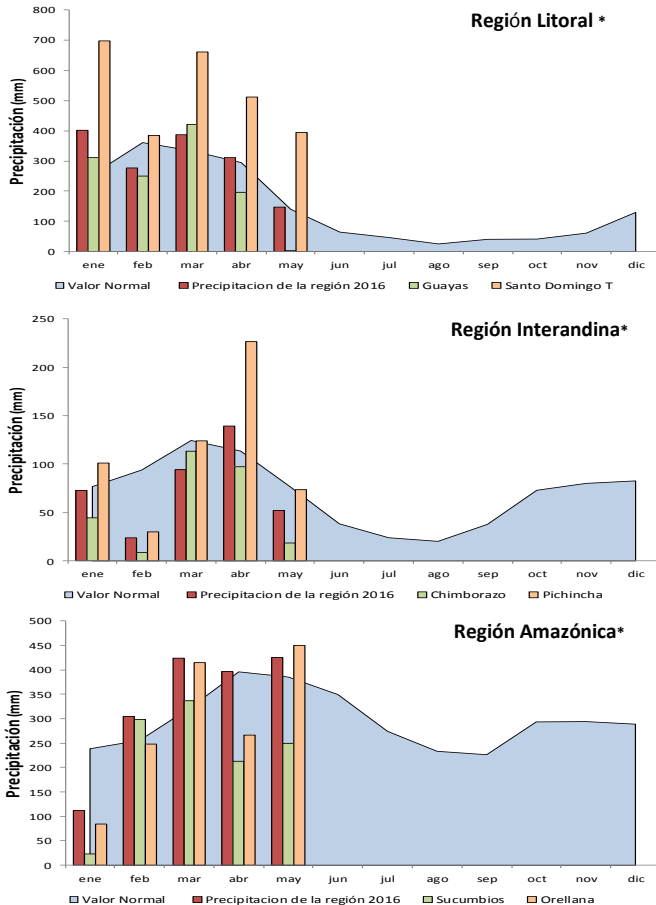 Región Litoral *
Precipitación (mm)
800
700
600
500
400
300
200
100
0
ene feb mar abr may jun jul ago sep oct nov dic
Valor Normal Precipitacion de la región 2016 Guayas Santo Domingo T
Región Interandina*
Precipitación (mm)
250
200
150
100
50
0
ene feb mar abr may jun jul ago sep oct nov dic
Valor Normal Precipitacion de la región 2016 Chimborazo Pichincha
Región Amazónica*
Precipitación (mm)
500
450
400
350
300
250
200
150
100
50
0
ene feb mar abr may jun jul ago sep oct nov dic
Valor Normal Precipitacion de la región 2016 Sucumbios Orellana